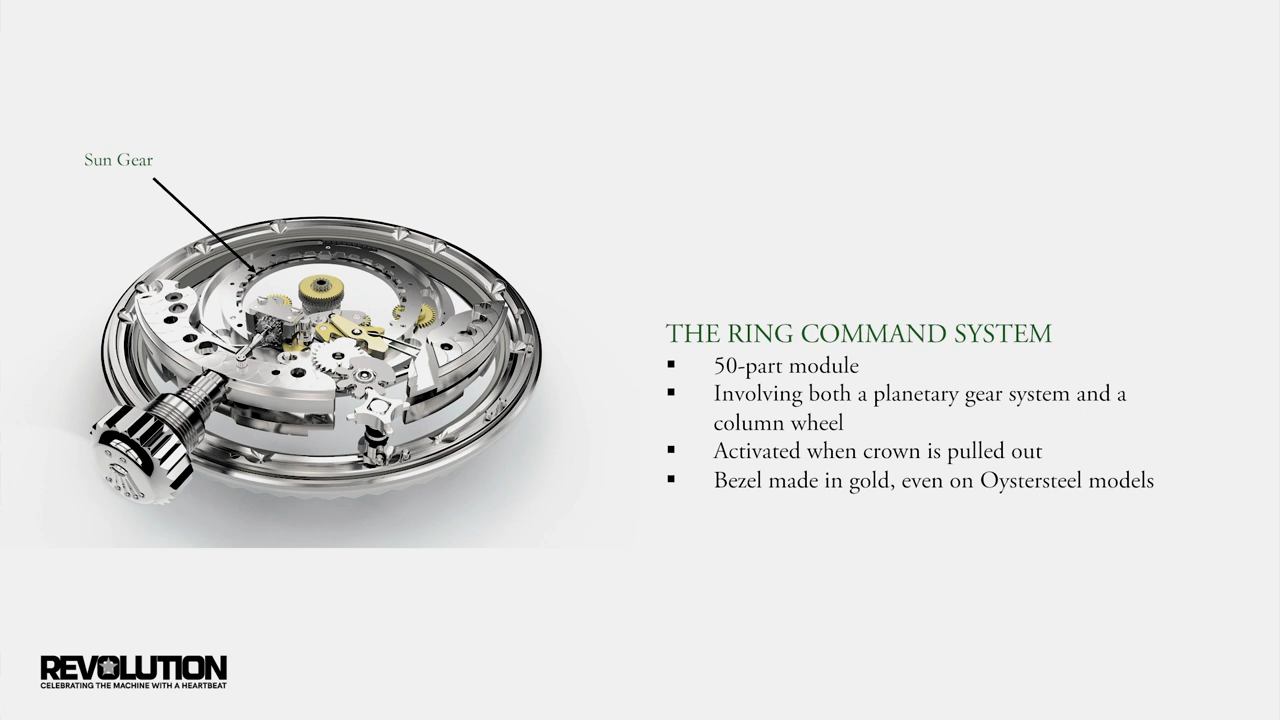 Sun Gear
THE RING COMMAND SYSTEM
▪ 50-part module
▪ Involving both a planetary gear system and a
column wheel
▪ Activated when crown is pulled out
▪ Bezel made in gold, even on Oystersteel models
REVOLUTION
CELEBRATING THE MACHINE WITH A HEARTBEAT